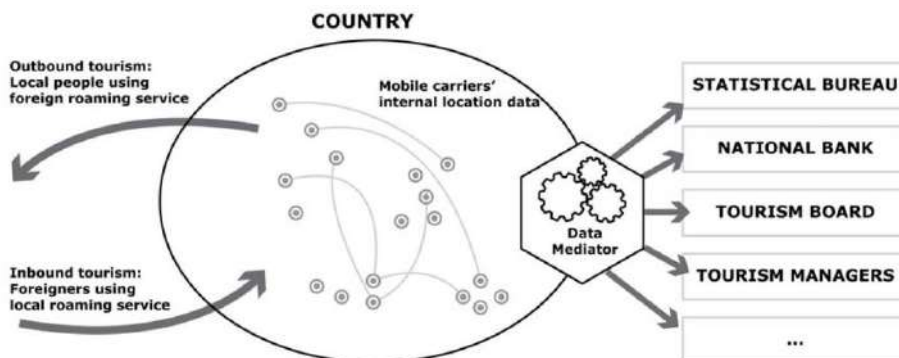 COUNTRY
Outbound tourism:
Local people using
foreign roaming service
Mobile carriers'
internal location data
Inbound tourism:
Foreigners using
local roaming service
Data
Mediator
STATISTICAL BUREAU
NATIONAL BANK
TOURISM BOARD
TOURISM MANAGERS
...